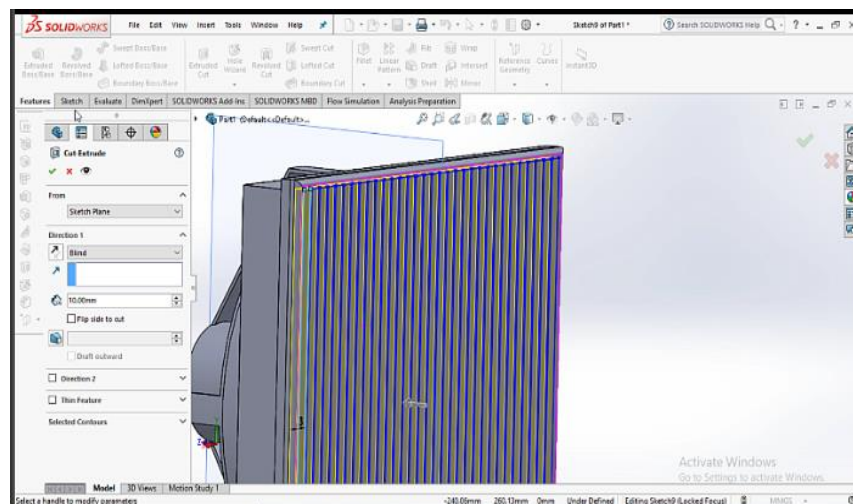 SOLIDWORKS File Edit View Insert Tools Window Help Sketch9 of Part1 * Search SOLIDWORKS Help
Extruded Boss/Base Revolved Boss/Base Swept Boss/Base Lofted Boss/Base Boundary Boss/Base Extruded Cut Hole Wizard Revolved Cut Swept Cut Lofted Cut Boundary Cut Fillet Linear Pattern Rib Draft Shell Wrap Intersect Mirror Reference Geometry Curves Instant3D
Features Sketch Evaluate DimXpert SOLIDWORKS Add-Ins SOLIDWORKS MBD Flow Simulation Analysis Preparation
Part1 (Default<<Default>...
Cut-Extrude
From
Sketch Plane
Direction 1
Blind
10.00mm
Flip side to cut
Draft outward
Direction 2
Thin Feature
Selected Contours
Activate Windows
Go to Settings to activate Windows.
Model 3D Views Motion Study 1
Select a handle to modify parameters -240.06mm 260.13mm 0mm Under Defined Editing Sketch9 (Locked Focus) MMGS